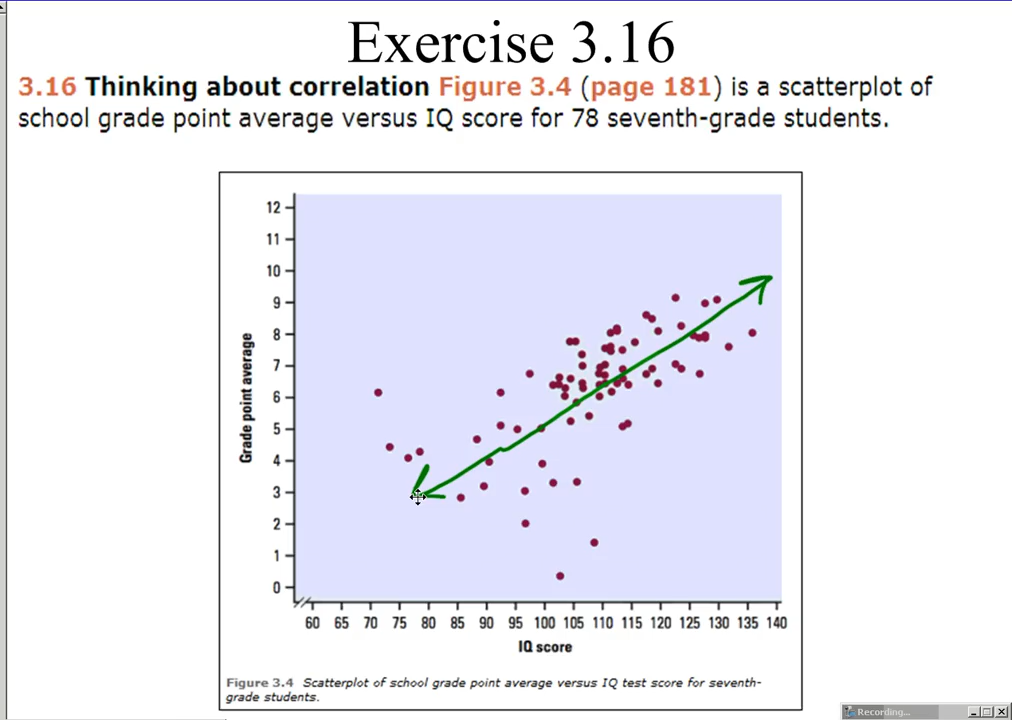 Exercise 3.16
3.16 Thinking about correlation Figure 3.4 (page 181) is a scatterplot of
school grade point average versus IQ score for 78 seventh-grade students.
12
11
10
9
8
7
6
5
4
3
2
1
0
Grade point average
60 65 70 75 80 85 90 95 100 105 110 115 120 125 130 135 140
IQ score
Figure 3.4 Scatterplot of school grade point average versus IQ test score for seventh-
grade students.
Recording...